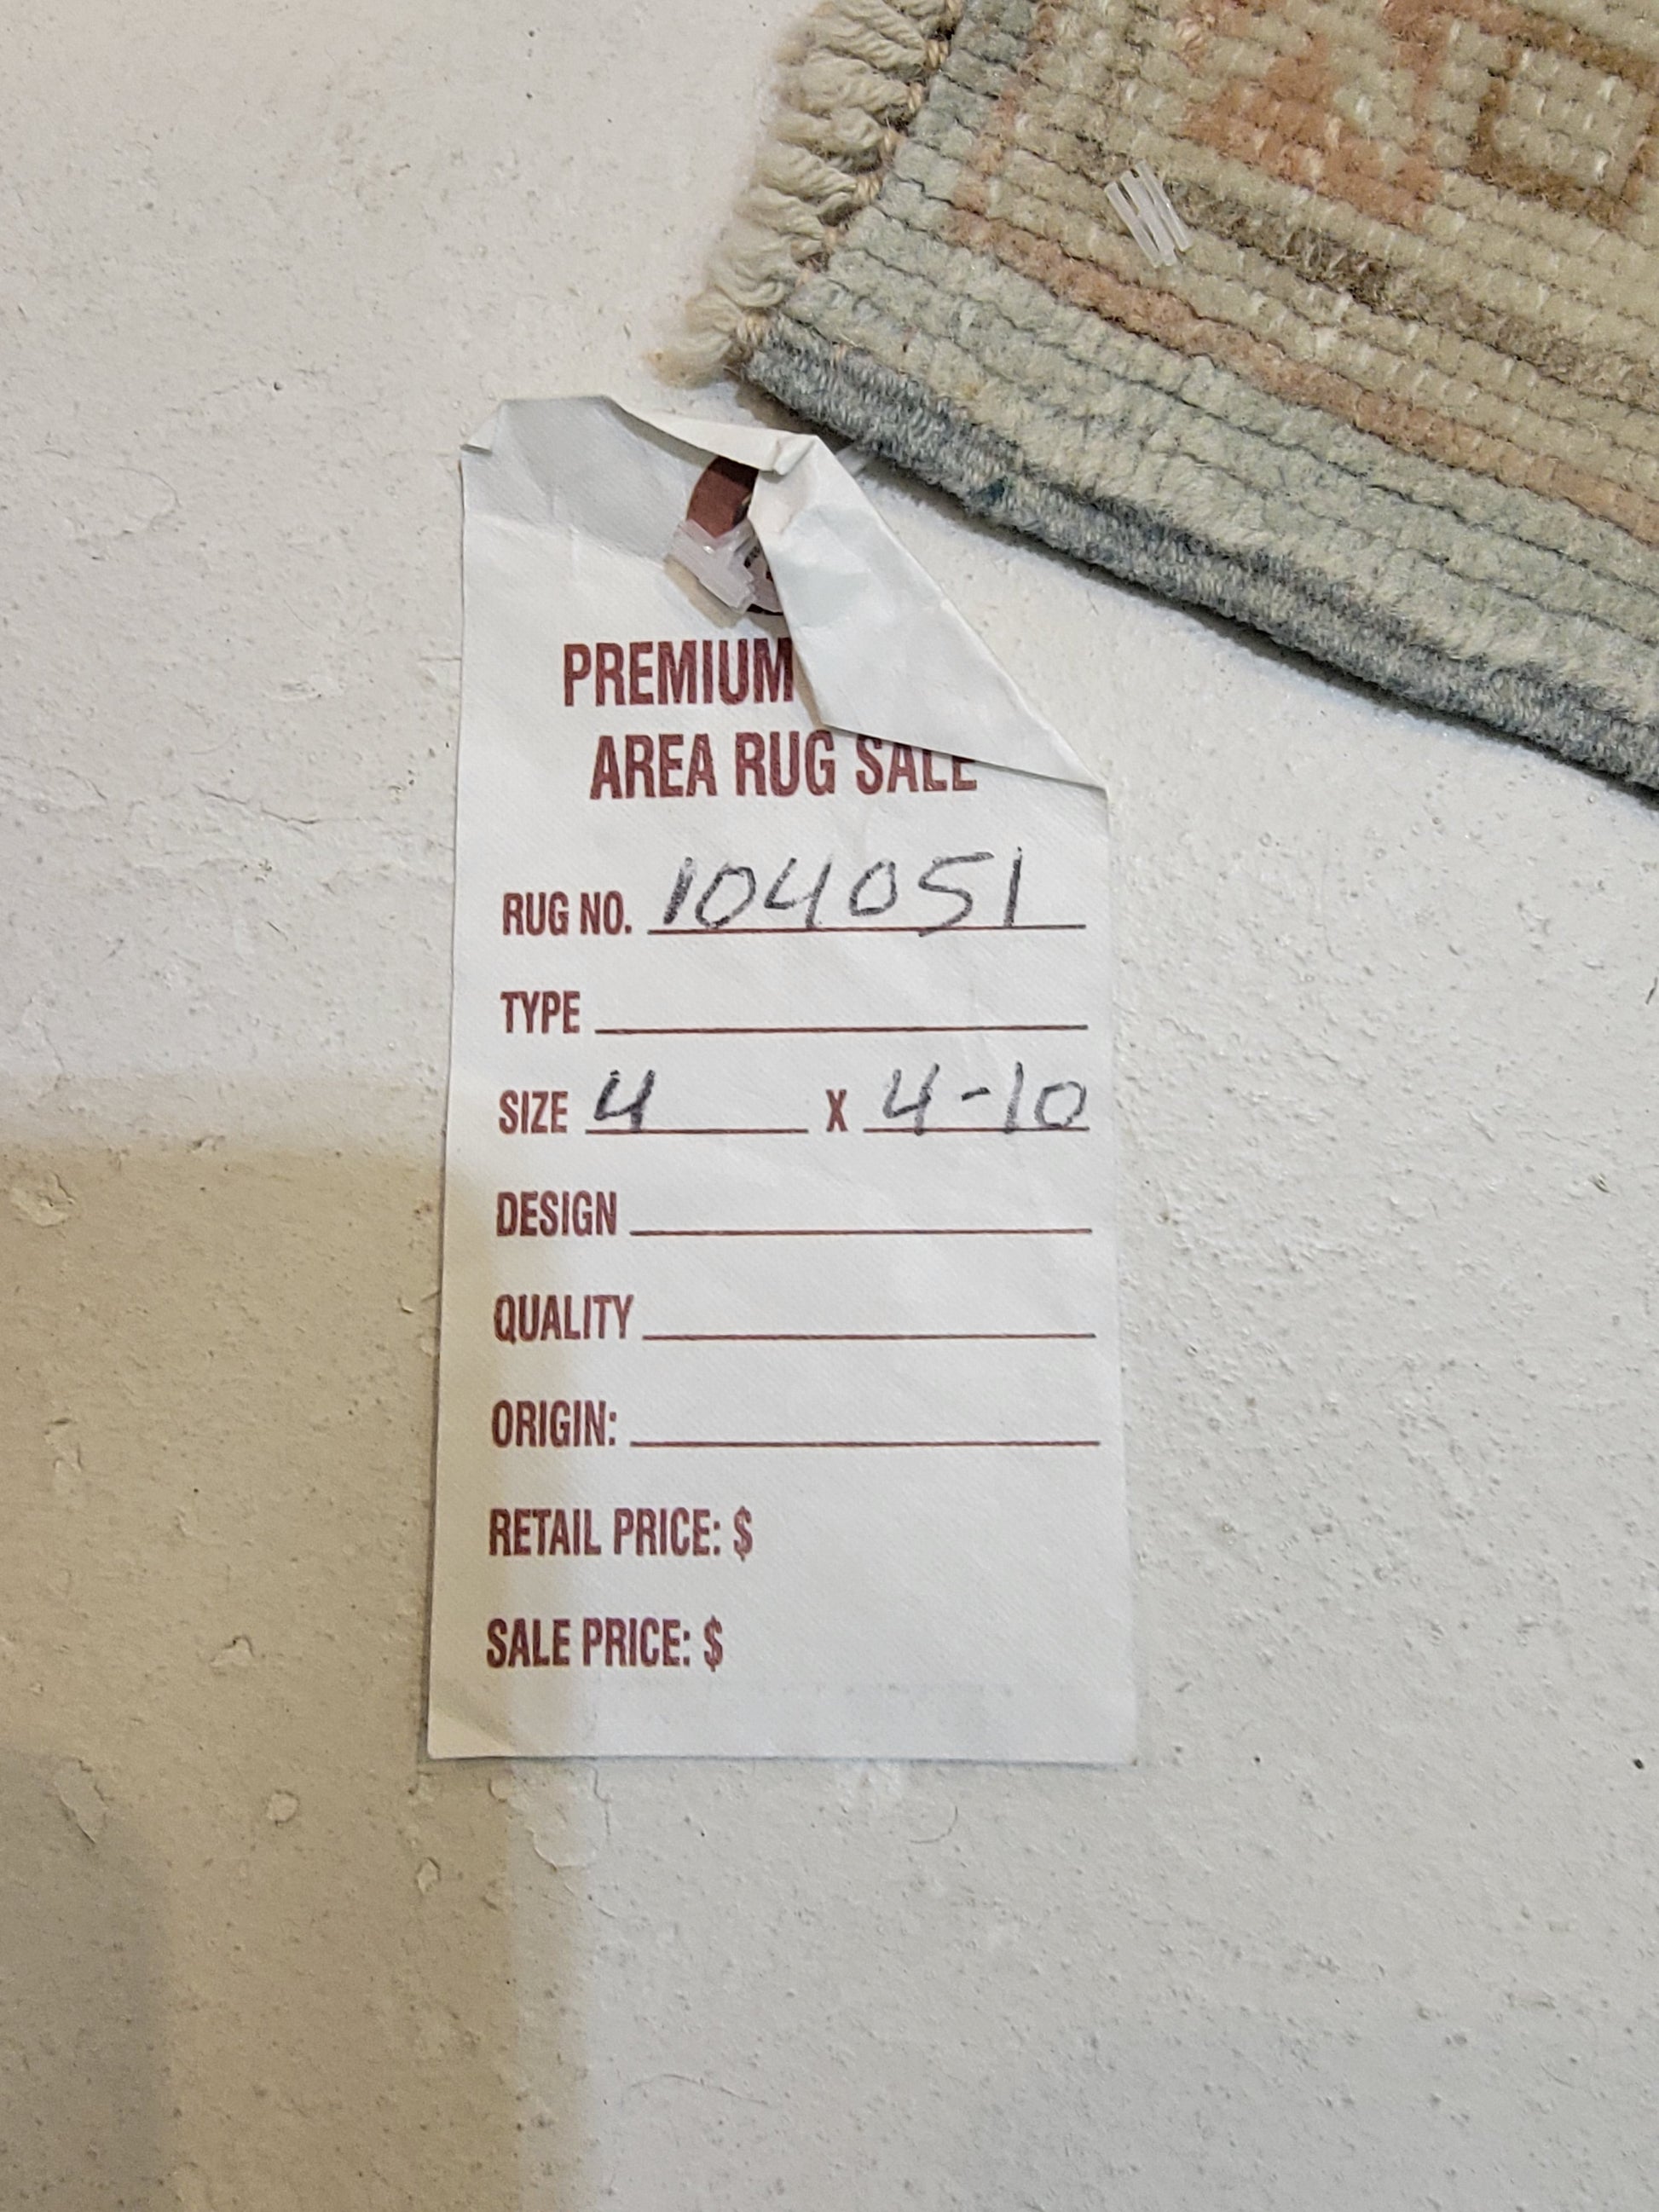 PREMIUM
AREA RUG SALE
RUG NO. 104051
TYPE
SIZE 4 X 4-10
DESIGN
QUALITY
ORIGIN:
RETAIL PRICE: $
SALE PRICE: $